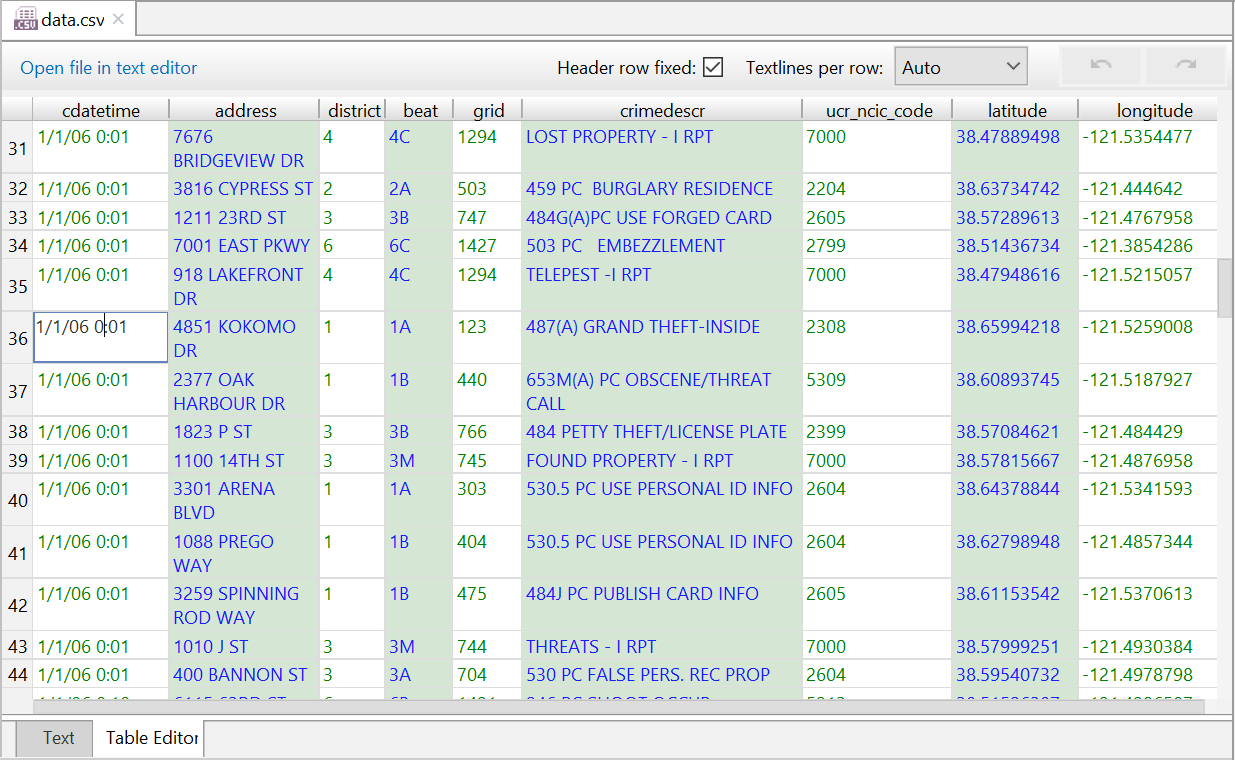 .CSV data.csv
Open file in text editor Header row fixed: Textlines per row: Auto
cdatetime address district beat grid crimedescr ucr_ncic_code latitude longitude
31 1/1/06 0:01 7676 4 4C 1294 LOST PROPERTY - I RPT 7000 38.47889498 -121.5354477
BRIDGEVIEW DR
32 1/1/06 0:01 3816 CYPRESS ST 2 2A 503 459 PC  BURGLARY RESIDENCE 2204 38.63734742 -121.444642
33 1/1/06 0:01 1211 23RD ST 3 3B 747 484G(A)PC USE FORGED CARD 2605 38.57289613 -121.4767958
34 1/1/06 0:01 7001 EAST PKWY 6 6C 1427 503 PC   EMBEZZLEMENT 2799 38.51436734 -121.3854286
35 1/1/06 0:01 918 LAKEFRONT 4 4C 1294 TELEPEST -I RPT 7000 38.47948616 -121.5215057
DR
36 1/1/06 0:01 4851 KOKOMO 1 1A 123 487(A) GRAND THEFT-INSIDE 2308 38.65994218 -121.5259008
DR
37 1/1/06 0:01 2377 OAK 1 1B 440 653M(A) PC OBSCENE/THREAT 5309 38.60893745 -121.5187927
HARBOUR DR CALL
38 1/1/06 0:01 1823 P ST 3 3B 766 484 PETTY THEFT/LICENSE PLATE 2399 38.57084621 -121.484429
39 1/1/06 0:01 1100 14TH ST 3 3M 745 FOUND PROPERTY - I RPT 7000 38.57815667 -121.4876958
40 1/1/06 0:01 3301 ARENA 1 1A 303 530.5 PC USE PERSONAL ID INFO 2604 38.64378844 -121.5341593
BLVD
41 1/1/06 0:01 1088 PREGO 1 1B 404 530.5 PC USE PERSONAL ID INFO 2604 38.62798948 -121.4857344
WAY
42 1/1/06 0:01 3259 SPINNING 1 1B 475 484J PC PUBLISH CARD INFO 2605 38.61153542 -121.5370613
ROD WAY
43 1/1/06 0:01 1010 J ST 3 3M 744 THREATS - I RPT 7000 38.57999251 -121.4930384
44 1/1/06 0:01 400 BANNON ST 3 3A 704 530 PC FALSE PERS. REC PROP 2604 38.59540732 -121.4978798
Text Table Editor